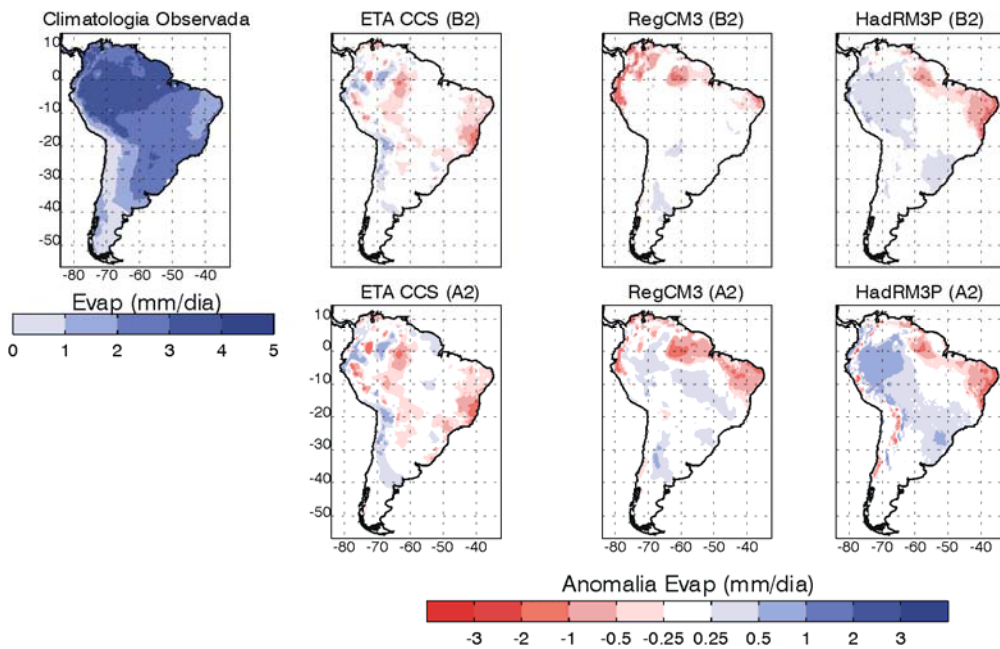 Climatologia Observada
ETA CCS (B2)
RegCM3 (B2)
HadRM3P (B2)
10
0
-10
-20
-30
-40
-50
-80 -70 -60 -50 -40
Evap (mm/dia)
0 1 2 3 4 5
ETA CCS (A2)
RegCM3 (A2)
HadRM3P (A2)
10
0
-10
-20
-30
-40
-50
-80 -70 -60 -50 -40
-80 -70 -60 -50 -40
-80 -70 -60 -50 -40
Anomalia Evap (mm/dia)
-3 -2 -1 -0.5 -0.25 0.25 0.5 1 2 3